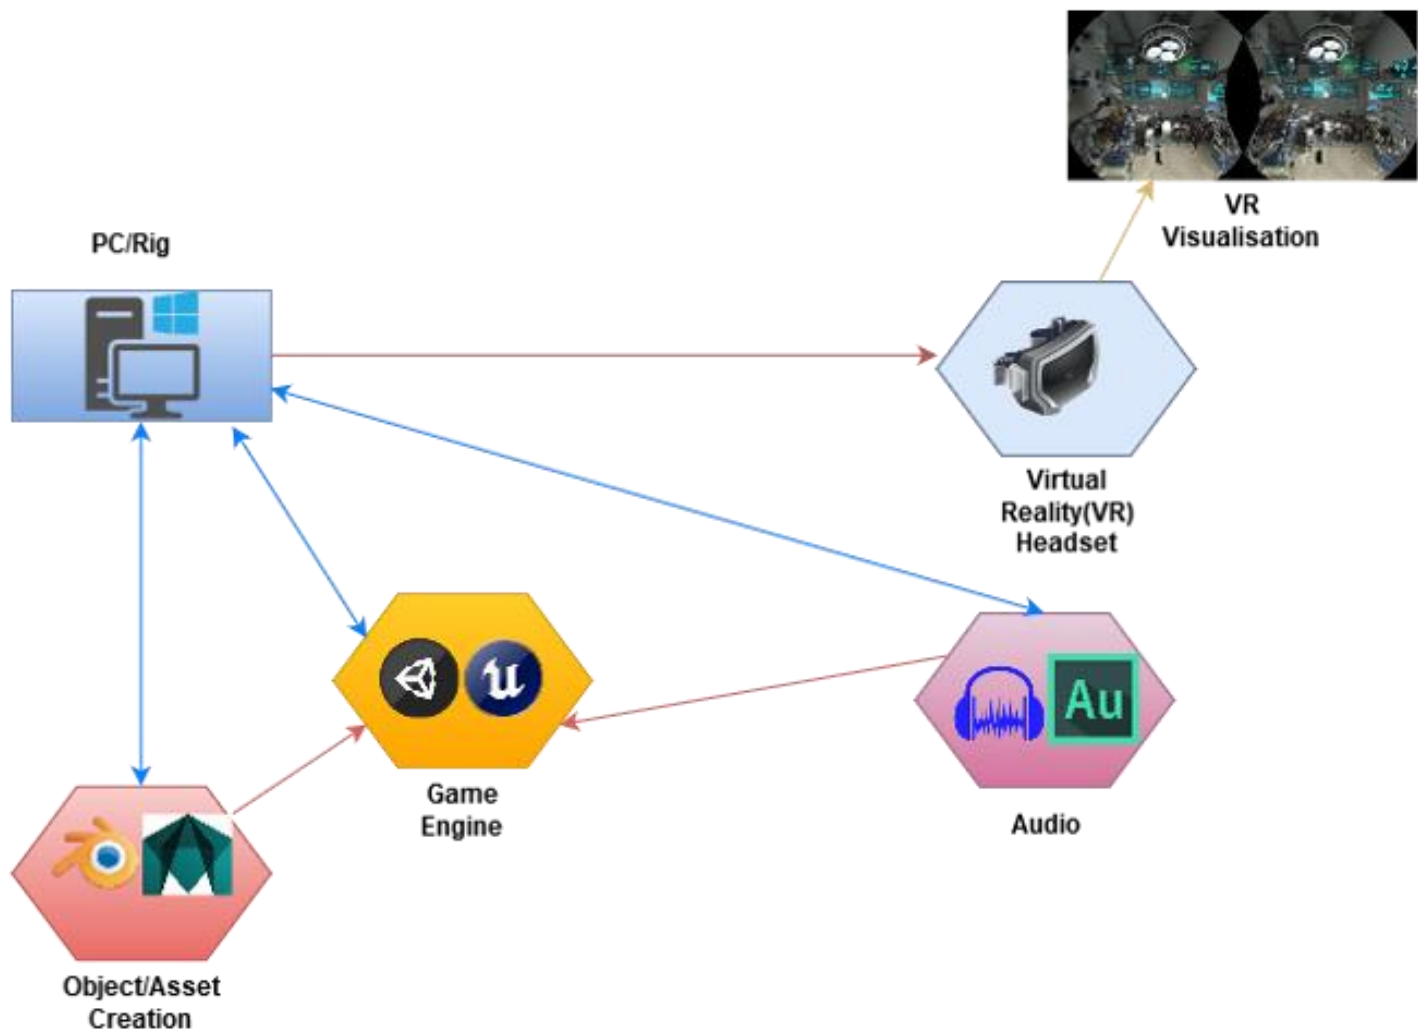 VR
Visualisation
PC/Rig
Virtual
Reality(VR)
Headset
Game
Engine
Au
Audio
Object/Asset
Creation